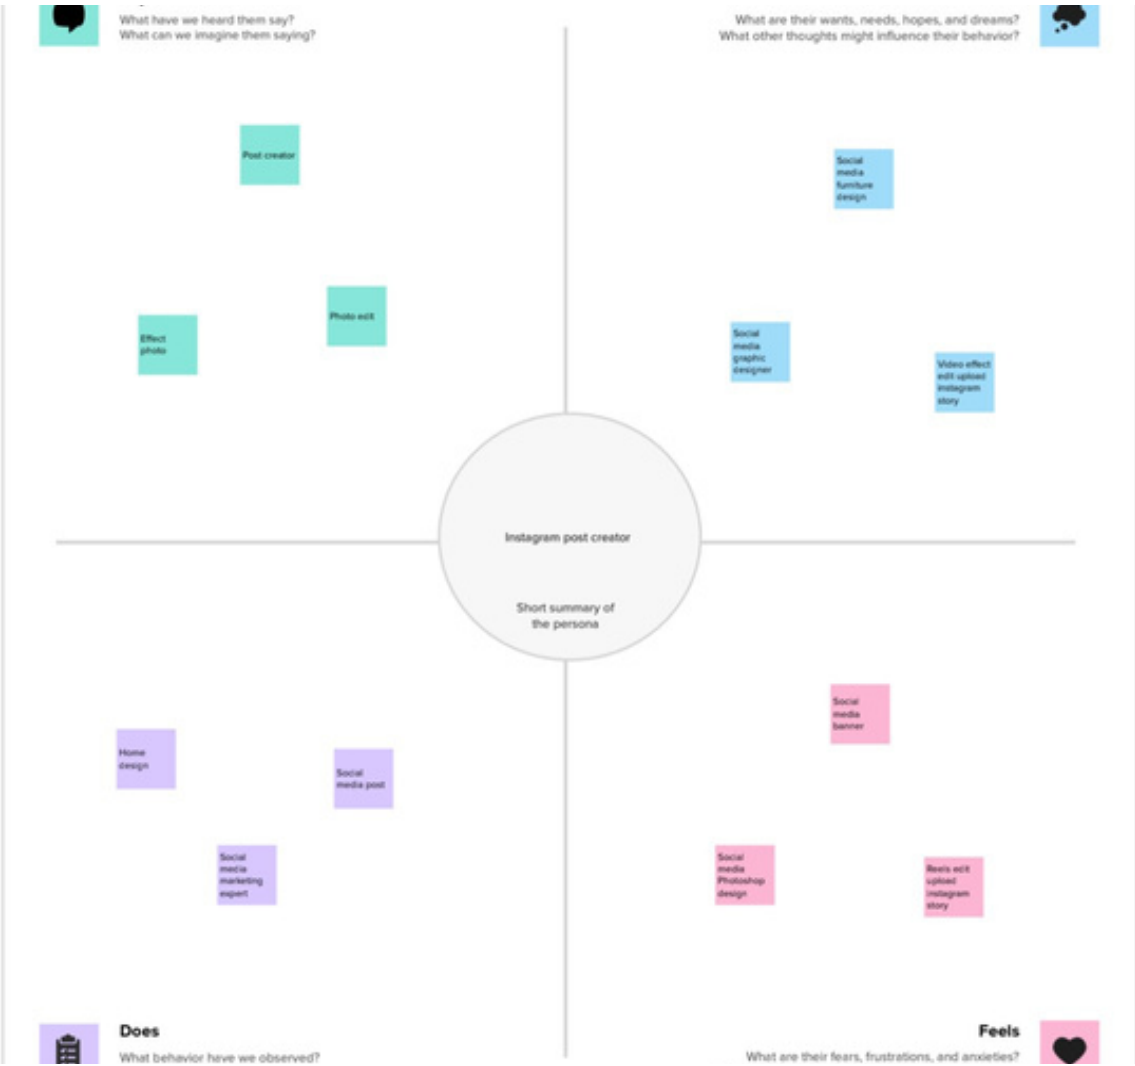 What have we heard them say?
What can we imagine them saying?
What are their wants, needs, hopes, and dreams?
What other thoughts might influence their behavior?
Post creator
Effect
photo
Photo edit
Social
media
furniture
design
Social
media
graphic
designer
Video effect
edit upload
instagram
story
Instagram post creator
Short summary of
the persona
Home
design
Social
media post
Social
media
marketing
expert
Social
media
banner
Social
media
Photoshop
design
Reels edit
upload
instagram
story
Does
What behavior have we observed?
Feels
What are their fears, frustrations, and anxieties?